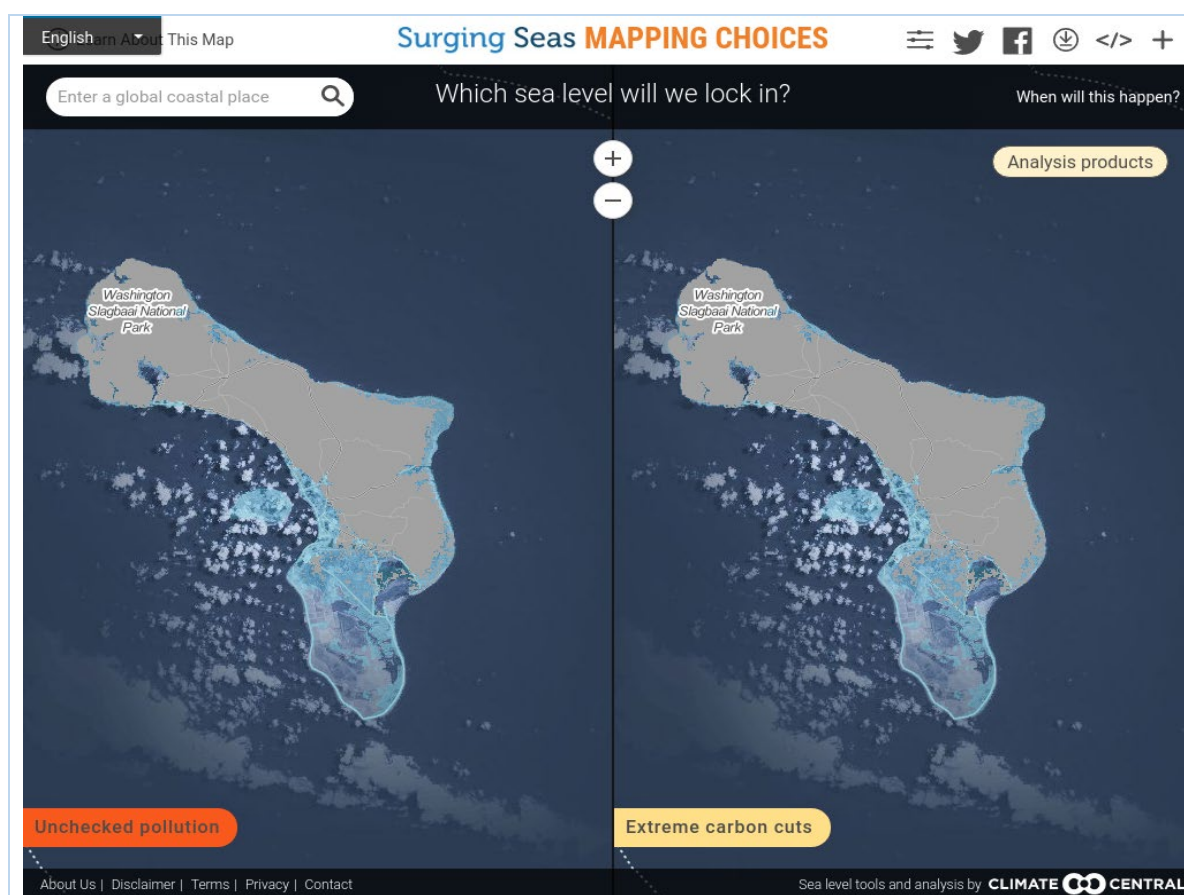 English
Learn About This Map
Surging Seas MAPPING CHOICES
</>
Enter a global coastal place
Which sea level will we lock in?
When will this happen?
+
−
Analysis products
Washington
Slagbaai National
Park
Washington
Slagbaai National
Park
Unchecked pollution
Extreme carbon cuts
About Us | Disclaimer | Terms | Privacy | Contact
Sea level tools and analysis by CLIMATE CENTRAL